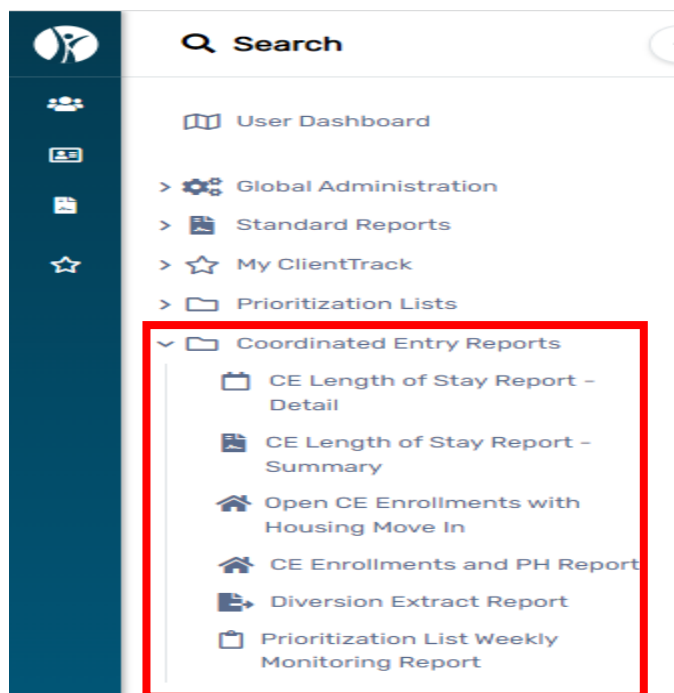 Search
User Dashboard
Global Administration
Standard Reports
My ClientTrack
Prioritization Lists
Coordinated Entry Reports
CE Length of Stay Report –
Detail
CE Length of Stay Report –
Summary
Open CE Enrollments with
Housing Move In
CE Enrollments and PH Report
Diversion Extract Report
Prioritization List Weekly
Monitoring Report